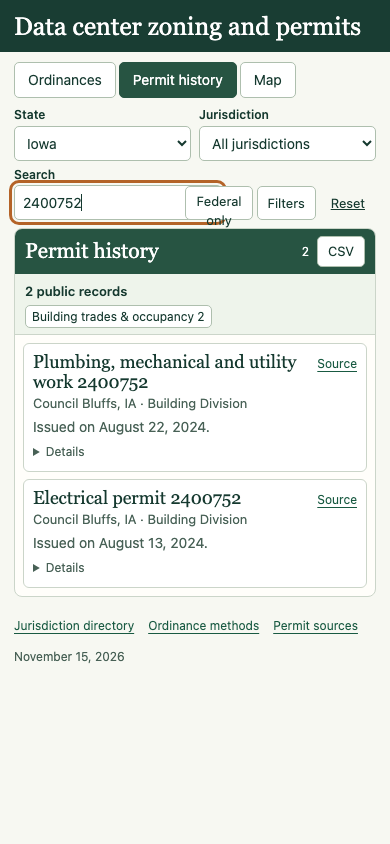 Data center zoning and permits
Ordinances
Permit history
Map
State
Jurisdiction
Iowa
All jurisdictions
Search
2400752
Federal
only
Filters
Reset
Permit history
2
CSV
2 public records
Building trades & occupancy 2
Plumbing, mechanical and utility
work 2400752
Source
Council Bluffs, IA · Building Division
Issued on August 22, 2024.
Details
Electrical permit 2400752
Source
Council Bluffs, IA · Building Division
Issued on August 13, 2024.
Details
Jurisdiction directory
Ordinance methods
Permit sources
November 15, 2026